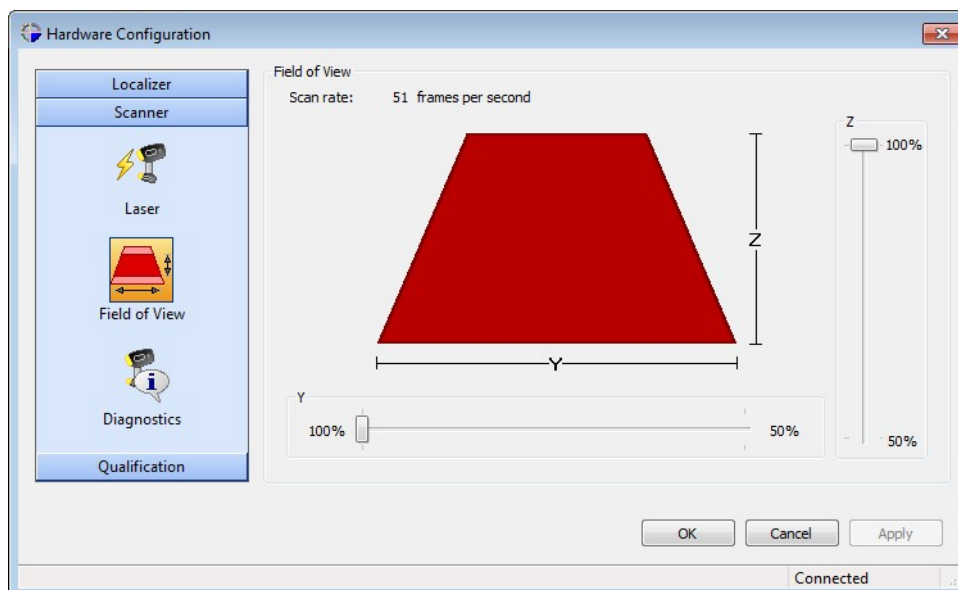 Hardware Configuration
Localizer
Scanner
Laser
Field of View
Diagnostics
Qualification
Field of View
Scan rate: 51 frames per second
Z
Y
Z
100%
50%
Y
100% 50%
OK Cancel Apply
Connected